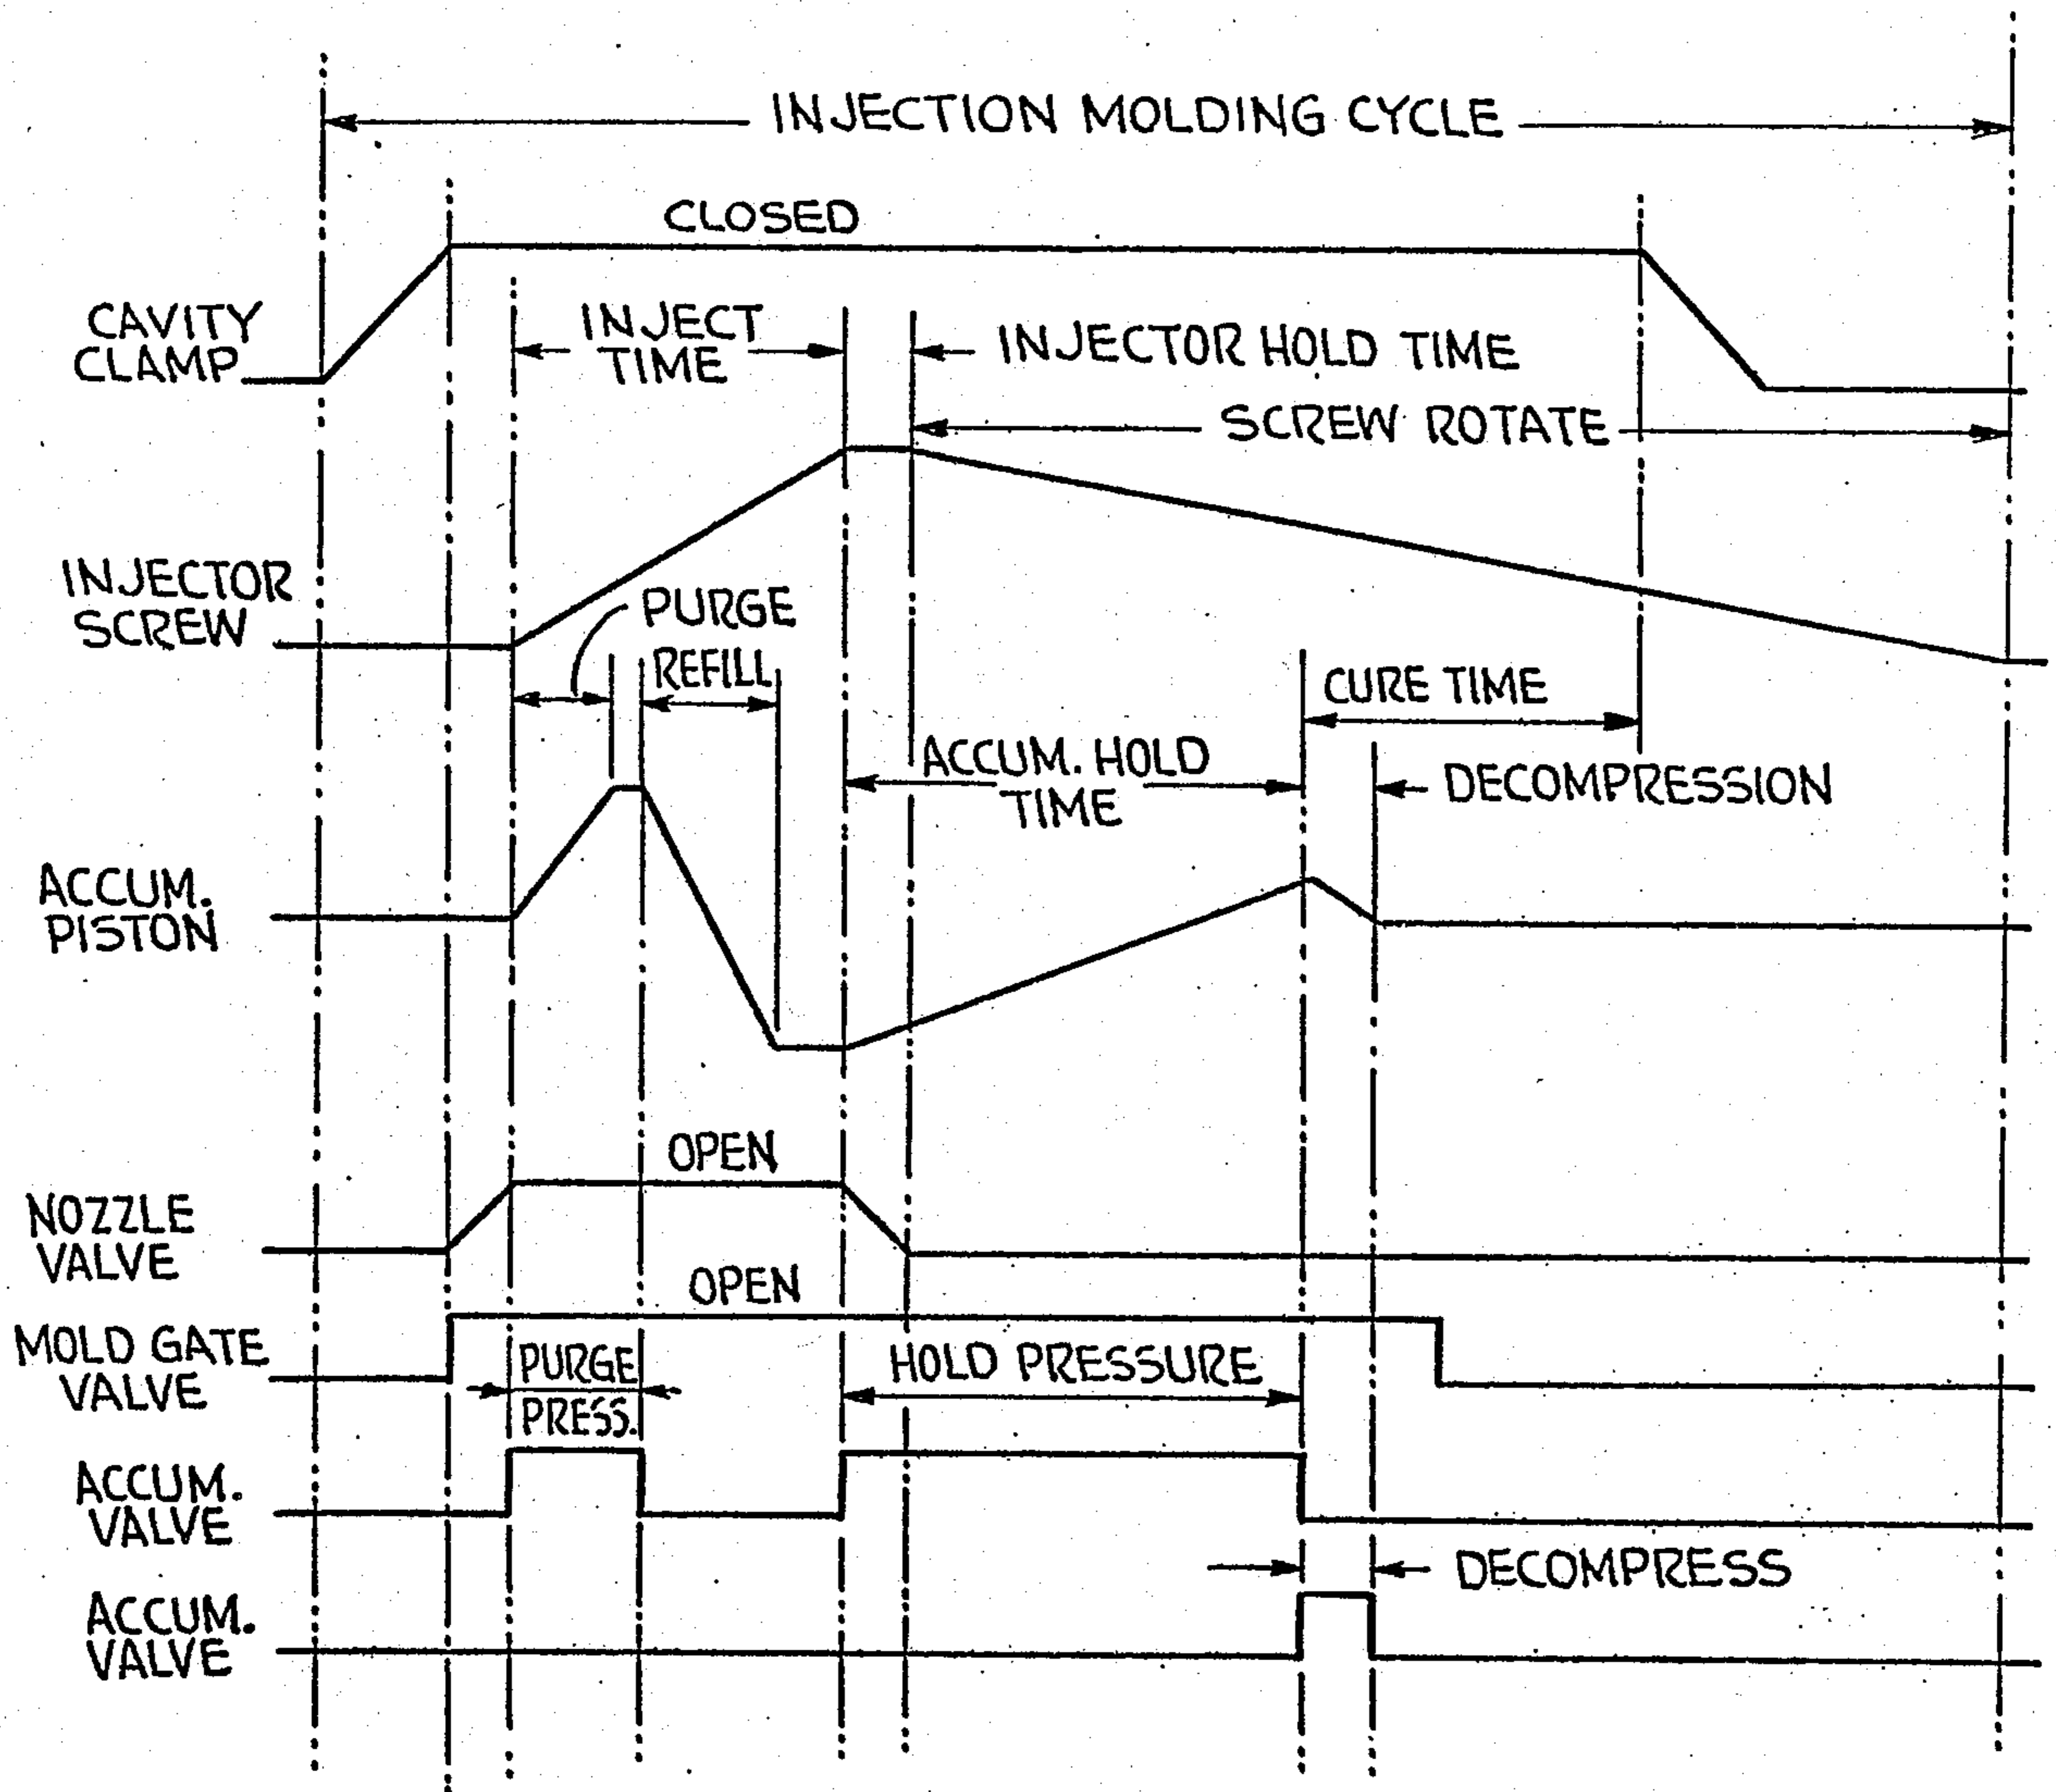 INJECTION MOLDING CYCLE
CLOSED
CAVITY
CLAMP
INJECT
TIME
INJECTOR HOLD TIME
SCREW ROTATE
INJECTOR
SCREW
PURGE
REFILL
CURE TIME
ACCUM. HOLD
TIME
DECOMPRESSION
ACCUM.
PISTON
OPEN
NOZZLE
VALVE
OPEN
MOLD GATE
VALVE
PURGE
PRESS.
HOLD PRESSURE
ACCUM.
VALVE
DECOMPRESS
ACCUM.
VALVE